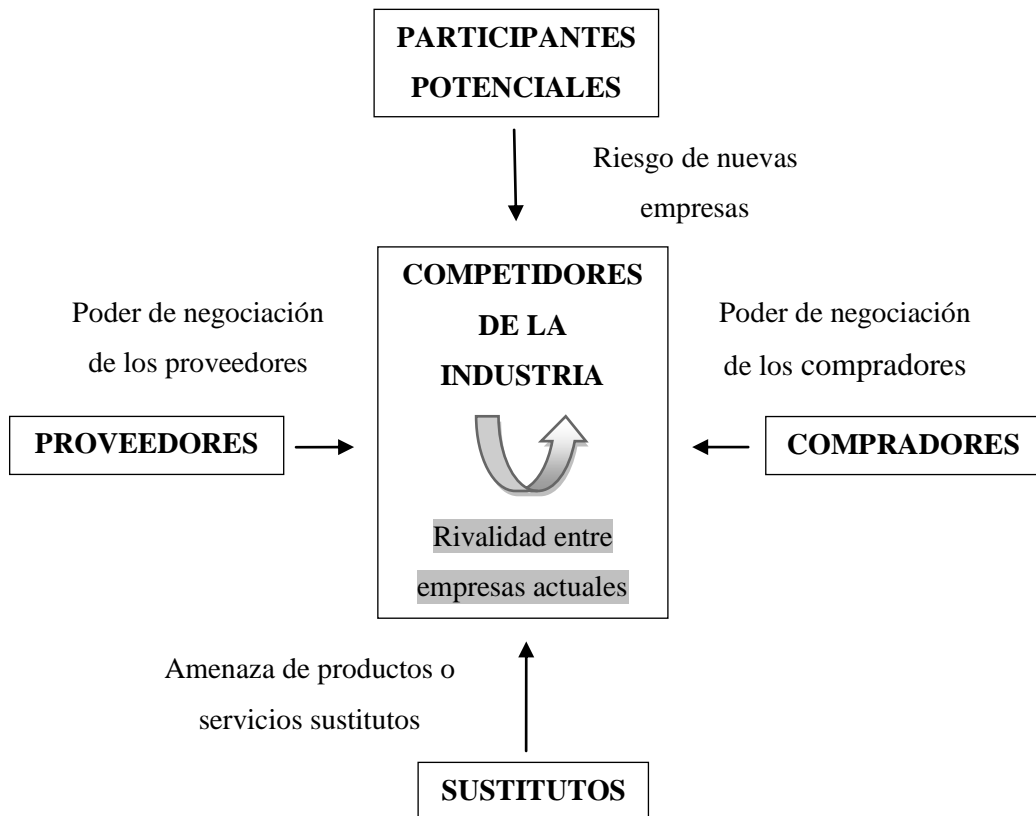 PARTICIPANTES
POTENCIALES
Riesgo de nuevas
empresas
COMPETIDORES
DE LA
INDUSTRIA
Poder de negociación
de los proveedores
Poder de negociación
de los compradores
PROVEEDORES
COMPRADORES
Rivalidad entre
empresas actuales
Amenaza de productos o
servicios sustitutos
SUSTITUTOS